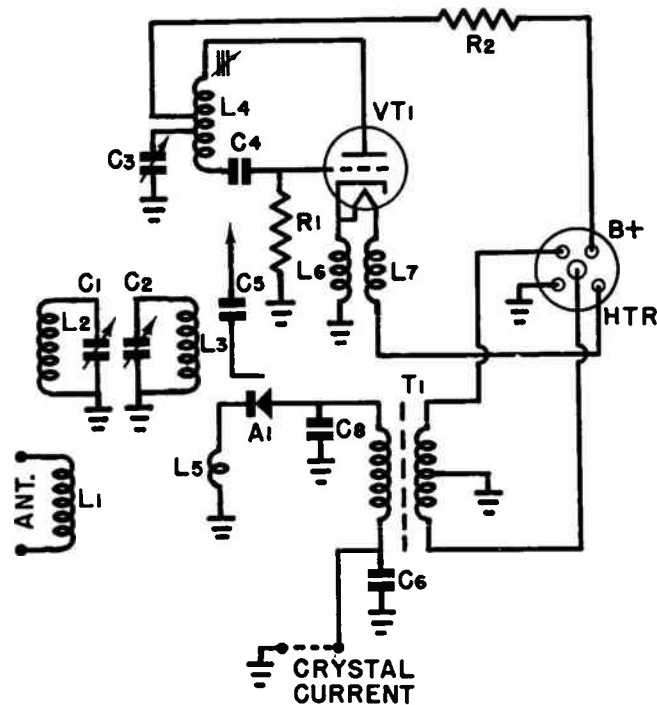 R2
L4
VT1
C4
C3
R1
B+
L6
L7
C5
C1
C2
L2
L3
HTR
T1
A1
C8
L5
ANT.
L1
C6
CRYSTAL
CURRENT